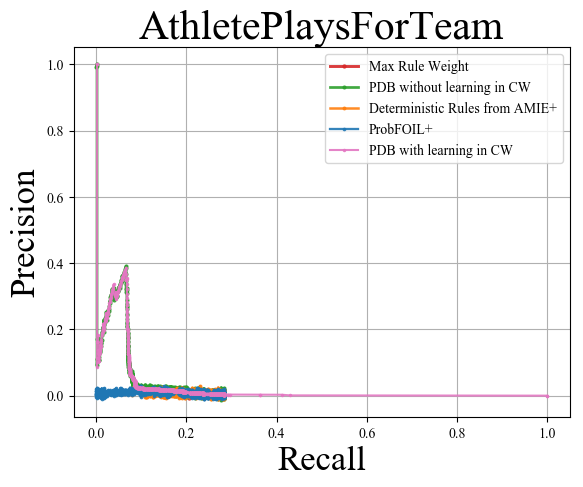 AthletePlaysForTeam
Max Rule Weight
PDB without learning in CW
Deterministic Rules from AMIE+
ProbFOIL+
PDB with learning in CW
Precision
1.0
0.8
0.6
0.4
0.2
0.0
0.0 0.2 0.4 0.6 0.8 1.0
Recall